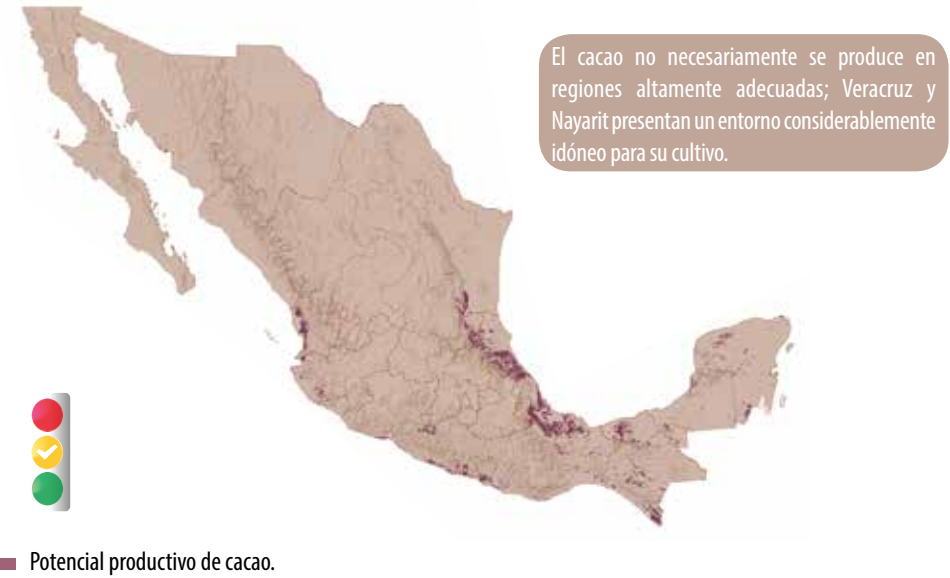 El cacao no necesariamente se produce en
regiones altamente adecuadas; Veracruz y
Nayarit presentan un entorno considerablemente
idóneo para su cultivo.
Potencial productivo de cacao.